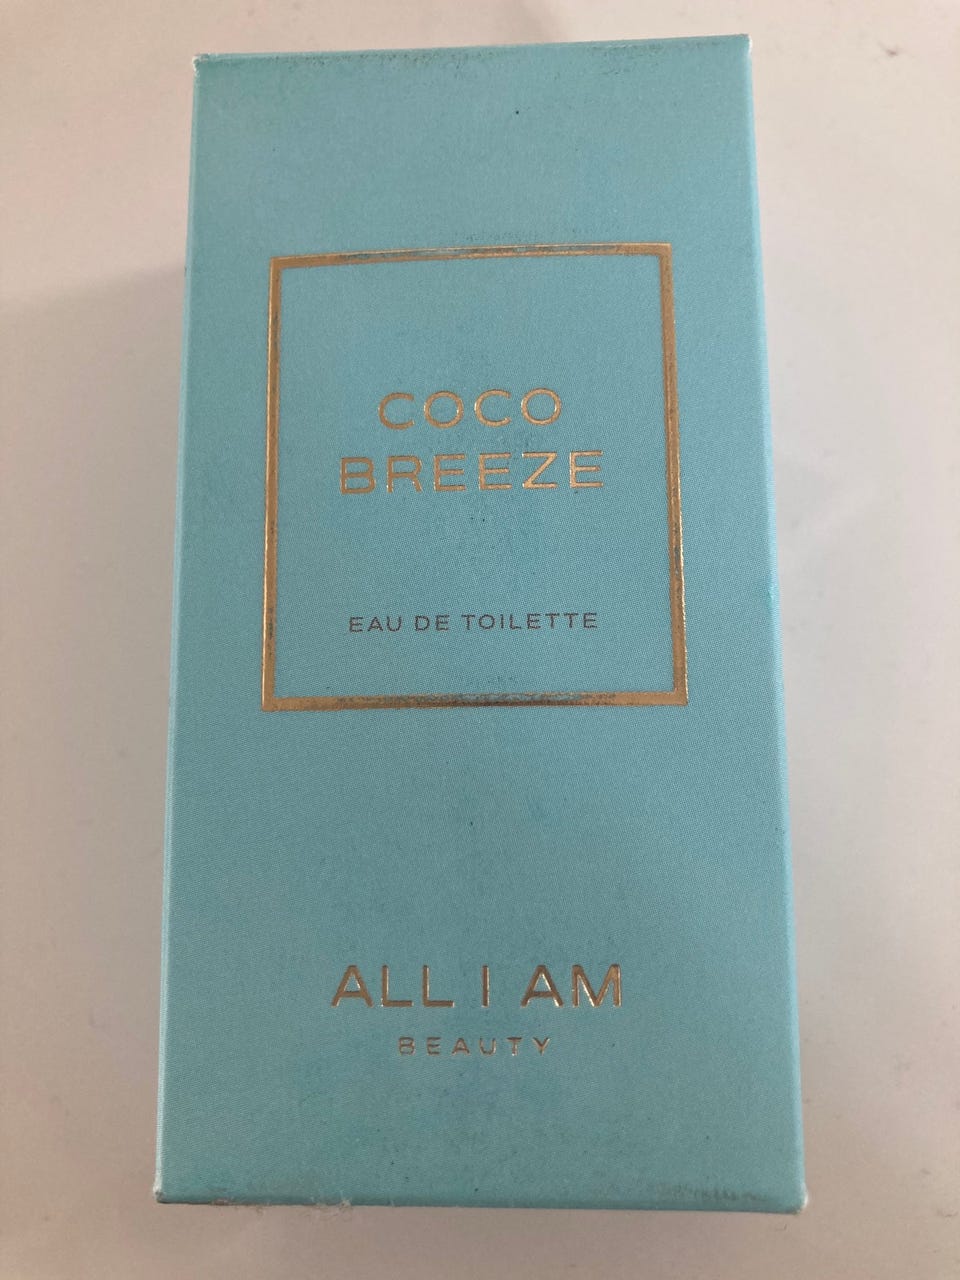 COCO
BREEZE
EAU DE TOILETTE
ALL I AM
BEAUTY